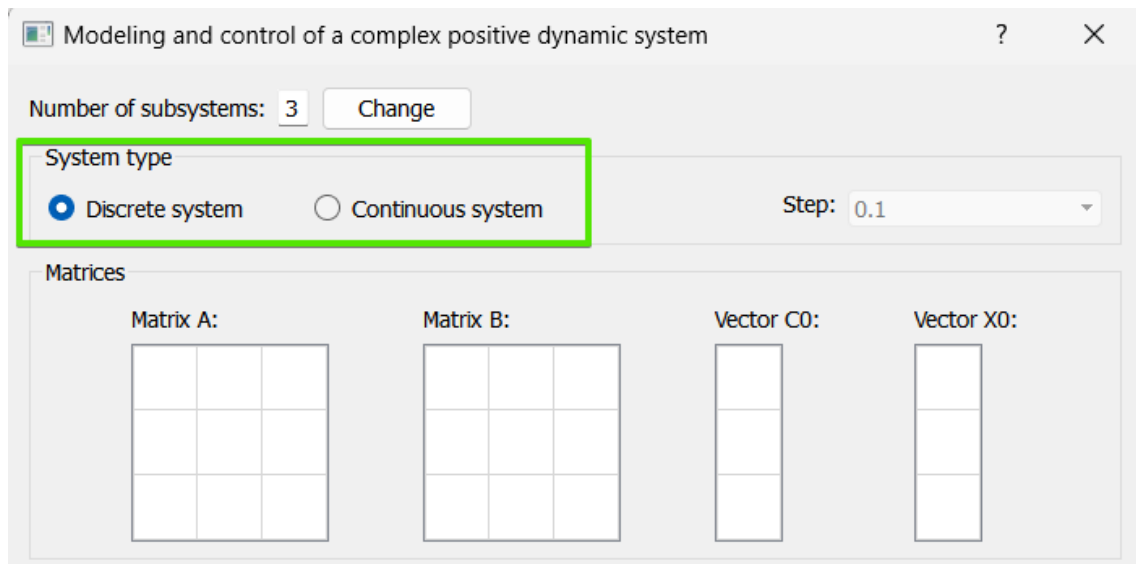 Modeling and control of a complex positive dynamic system ?
Number of subsystems: 3 Change
System type
Discrete system Continuous system Step: 0.1
Matrices
Matrix A: Matrix B: Vector C0: Vector X0: